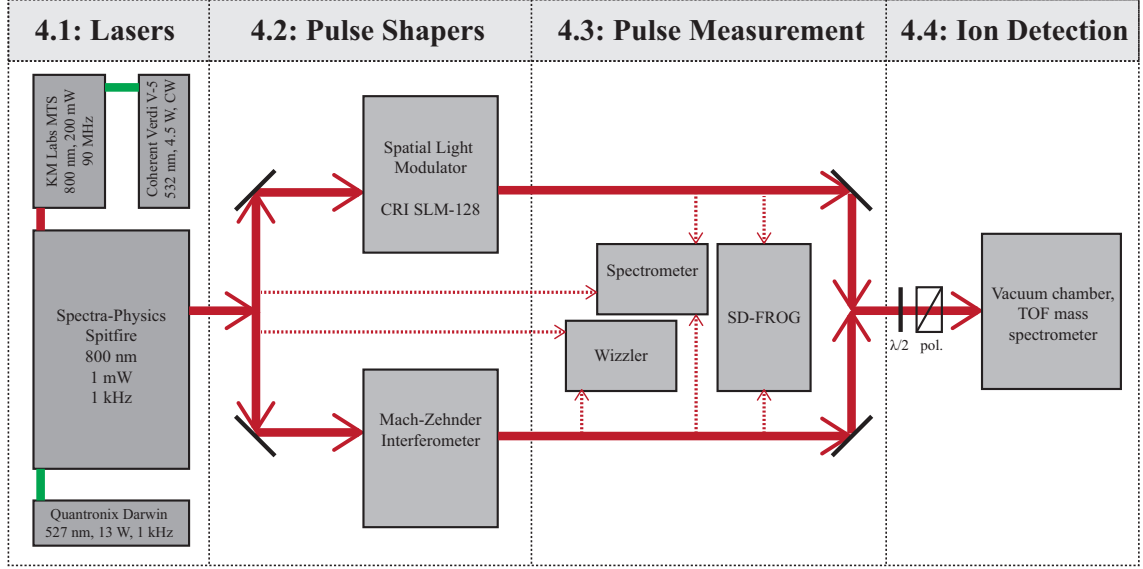 4.1: Lasers
4.2: Pulse Shapers
4.3: Pulse Measurement
4.4: Ion Detection
KM Labs MTS
800 nm, 200 mW
90 MHz
Coherent Verdi V-5
532 nm, 4.5 W, CW
Spectra-Physics
Spitfire
800 nm
1 mW
1 kHz
Quantronix Darwin
527 nm, 13 W, 1 kHz
Spatial Light
Modulator
CRI SLM-128
Mach-Zehnder
Interferometer
Spectrometer
Wizzler
SD-FROG
λ/2
pol.
Vacuum chamber,
TOF mass
spectrometer